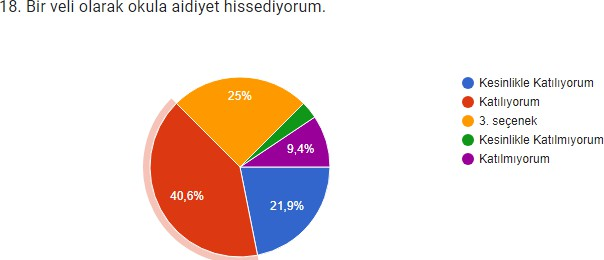 18. Bir veli olarak okula aidiyet hissediyorum.
25%
9,4%
40,6%
21,9%
Kesinlikle Katılıyorum
Katılıyorum
3. seçenek
Kesinlikle Katılmıyorum
Katılmıyorum